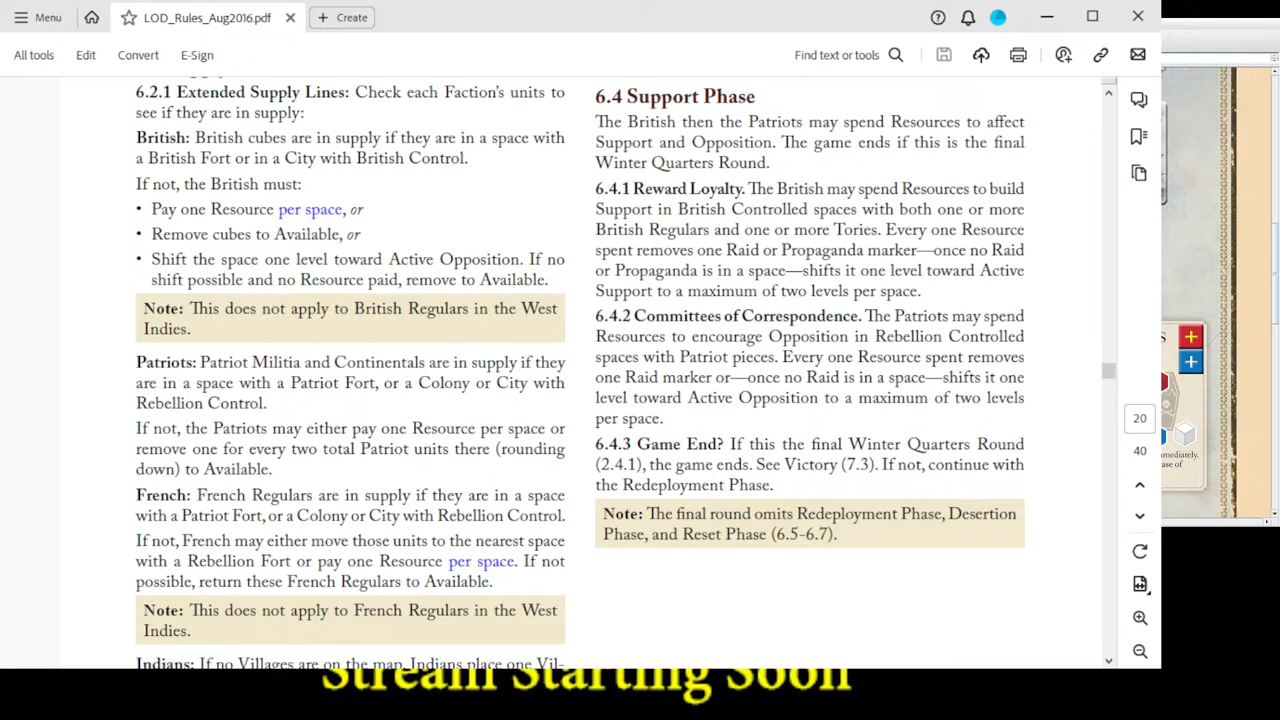 Menu
LOD_Rules_Aug2016.pdf
Create
All tools
Edit
Convert
E-Sign
Find text or tools
6.2.1 Extended Supply Lines: Check each Faction's units to
see if they are in supply:
British: British cubes are in supply if they are in a space with
a British Fort or in a City with British Control.
If not, the British must:
• Pay one Resource per space, or
• Remove cubes to Available, or
• Shift the space one level toward Active Opposition. If no
shift possible and no Resource paid, remove to Available.
Note: This does not apply to British Regulars in the West
Indies.
Patriots: Patriot Militia and Continentals are in supply if they
are in a space with a Patriot Fort, or a Colony or City with
Rebellion Control.
If not, the Patriots may either pay one Resource per space or
remove one for every two total Patriot units there (rounding
down) to Available.
French: French Regulars are in supply if they are in a space
with a Patriot Fort, or a Colony or City with Rebellion Control.
If not, French may either move those units to the nearest space
with a Rebellion Fort or pay one Resource per space. If not
possible, return these French Regulars to Available.
Note: This does not apply to French Regulars in the West
Indies.
Indians: If no Villages are on the map, Indians place one Vil-
6.4 Support Phase
The British then the Patriots may spend Resources to affect
Support and Opposition. The game ends if this is the final
Winter Quarters Round.
6.4.1 Reward Loyalty. The British may spend Resources to build
Support in British Controlled spaces with both one or more
British Regulars and one or more Tories. Every one Resource
spent removes one Raid or Propaganda marker—once no Raid
or Propaganda is in a space—shifts it one level toward Active
Support to a maximum of two levels per space.
6.4.2 Committees of Correspondence. The Patriots may spend
Resources to encourage Opposition in Rebellion Controlled
spaces with Patriot pieces. Every one Resource spent removes
one Raid marker or—once no Raid is in a space—shifts it one
level toward Active Opposition to a maximum of two levels
per space.
6.4.3 Game End? If this the final Winter Quarters Round
(2.4.1), the game ends. See Victory (7.3). If not, continue with
the Redeployment Phase.
Note: The final round omits Redeployment Phase, Desertion
Phase, and Reset Phase (6.5-6.7).
20
40
S
mmediately.
ase of
Stream Starting Soon